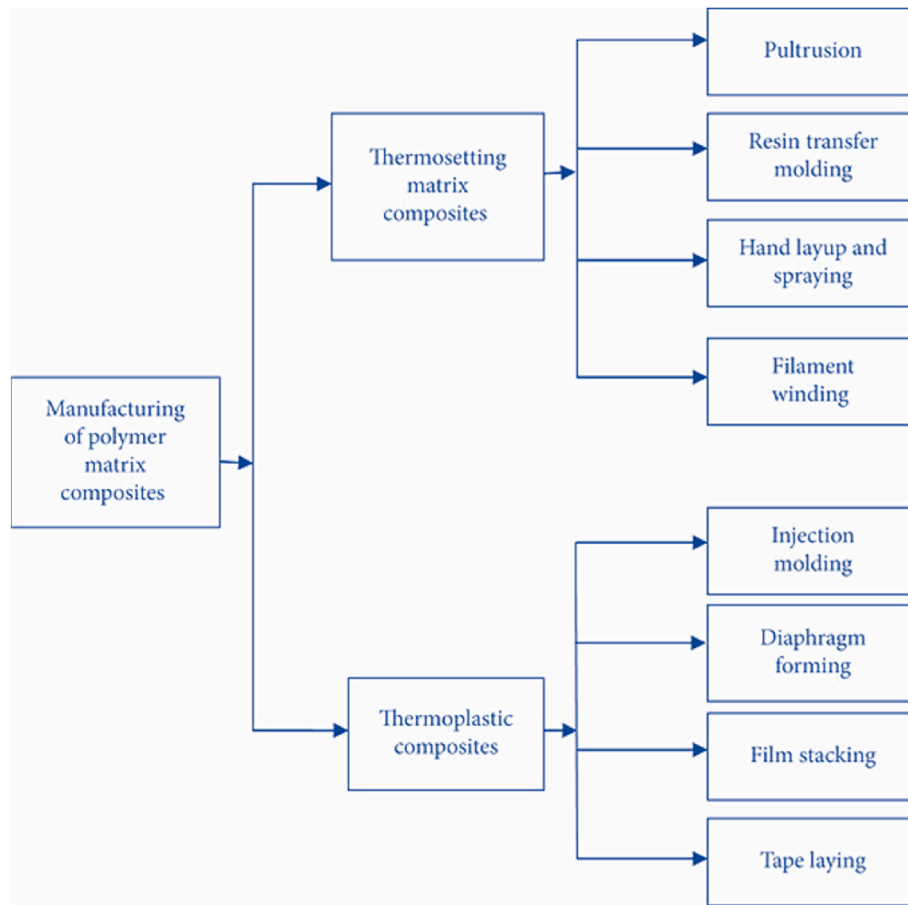 Manufacturing
of polymer
matrix
composites
Thermosetting
matrix
composites
Pultrusion
Resin transfer
molding
Hand layup and
spraying
Filament
winding
Thermoplastic
composites
Injection
molding
Diaphragm
forming
Film stacking
Tape laying